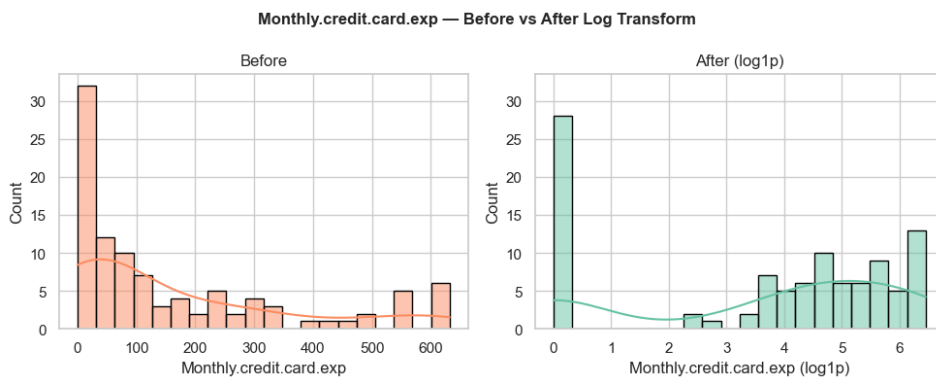 Monthly.credit.card.exp — Before vs After Log Transform
Before
After (log1p)
Count
30
25
20
15
10
5
0
0 100 200 300 400 500 600
Monthly.credit.card.exp
Count
30
25
20
15
10
5
0
0 1 2 3 4 5 6
Monthly.credit.card.exp (log1p)